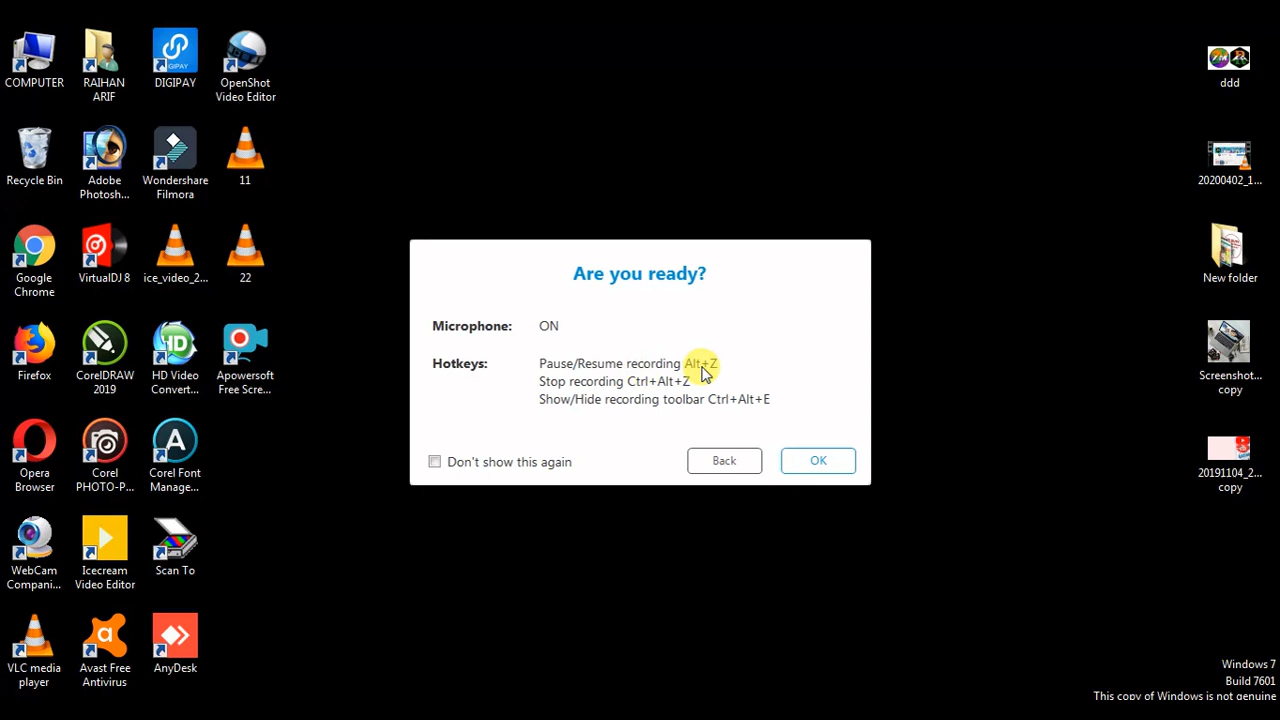 COMPUTER
RAIHAN
ARIF
DIGIPAY
GIPAY
OpenShot
Video Editor
Recycle Bin
Adobe
Photosh...
Wondershare
Filmora
11
Google
Chrome
VirtualDJ 8
ice_video_2...
22
Firefox
CorelDRAW
2019
HD
HD Video
Convert...
Apowersoft
Free Scre...
Opera
Browser
Corel
PHOTO-P...
Corel Font
Manage...
WebCam
Compani...
Icecream
Video Editor
Scan To
VLC media
player
Avast Free
Antivirus
AnyDesk
Are you ready?
Microphone: ON
Hotkeys: Pause/Resume recording Alt+Z
Stop recording Ctrl+Alt+Z
Show/Hide recording toolbar Ctrl+Alt+E
Don't show this again
Back
OK
ddd
20200402_1...
New folder
Screenshot...
copy
20191104_2...
copy
Windows 7
Build 7601
This copy of Windows is not genuine